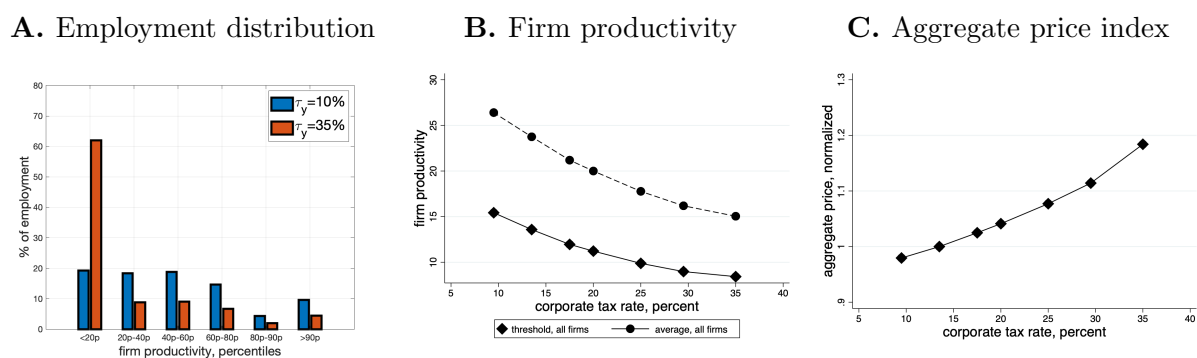 A. Employment distribution
B. Firm productivity
C. Aggregate price index
80
70
60
50
40
30
20
10
0
% of employment
τy=10%
τy=35%
<20p 20p-40p 40p-60p 60p-80p 80p-90p >90p
firm productivity, percentiles
30
25
20
15
10
firm productivity
5 10 15 20 25 30 35 40
corporate tax rate, percent
threshold, all firms average, all firms
1.3
1.2
1.1
1
.9
aggregate price, normalized
5 10 15 20 25 30 35 40
corporate tax rate, percent